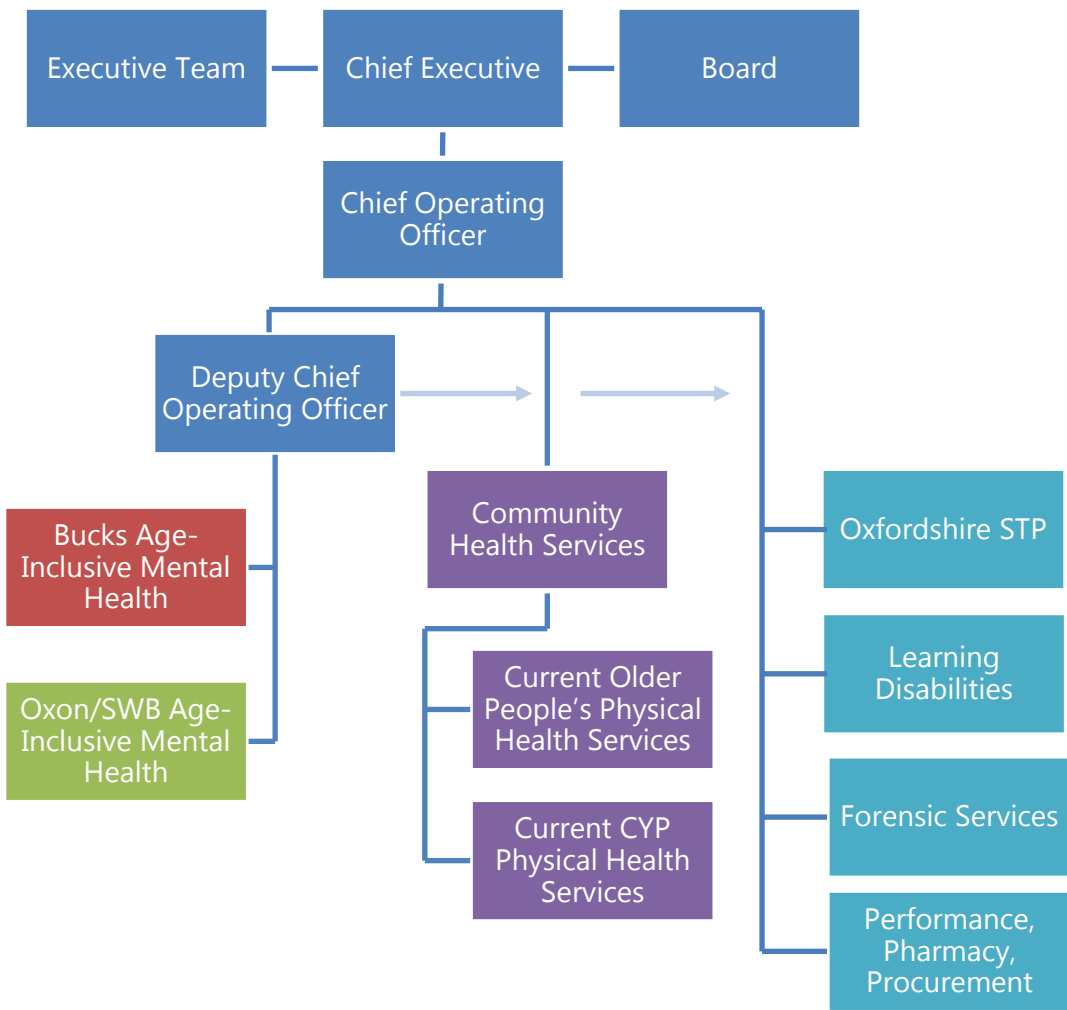 Executive Team
Chief Executive
Board
Chief Operating
Officer
Deputy Chief
Operating Officer
Bucks Age-
Inclusive Mental
Health
Oxon/SWB Age-
Inclusive Mental
Health
Community
Health Services
Current Older
People’s Physical
Health Services
Current CYP
Physical Health
Services
Oxfordshire STP
Learning
Disabilities
Forensic Services
Performance,
Pharmacy,
Procurement